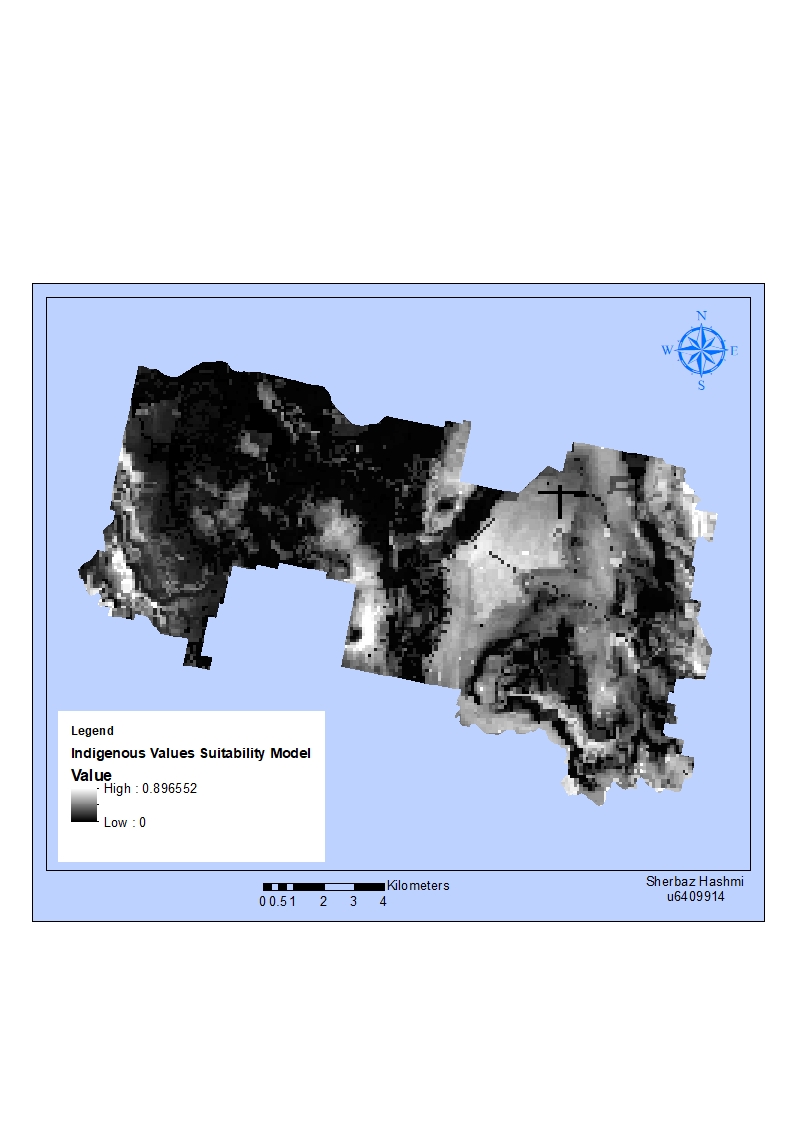 N
W E
S
Legend
Indigenous Values Suitability Model
Value
High : 0.896552
Low : 0
Kilometers
0 0.5 1 2 3 4
Sherbaz Hashmi
u6409914